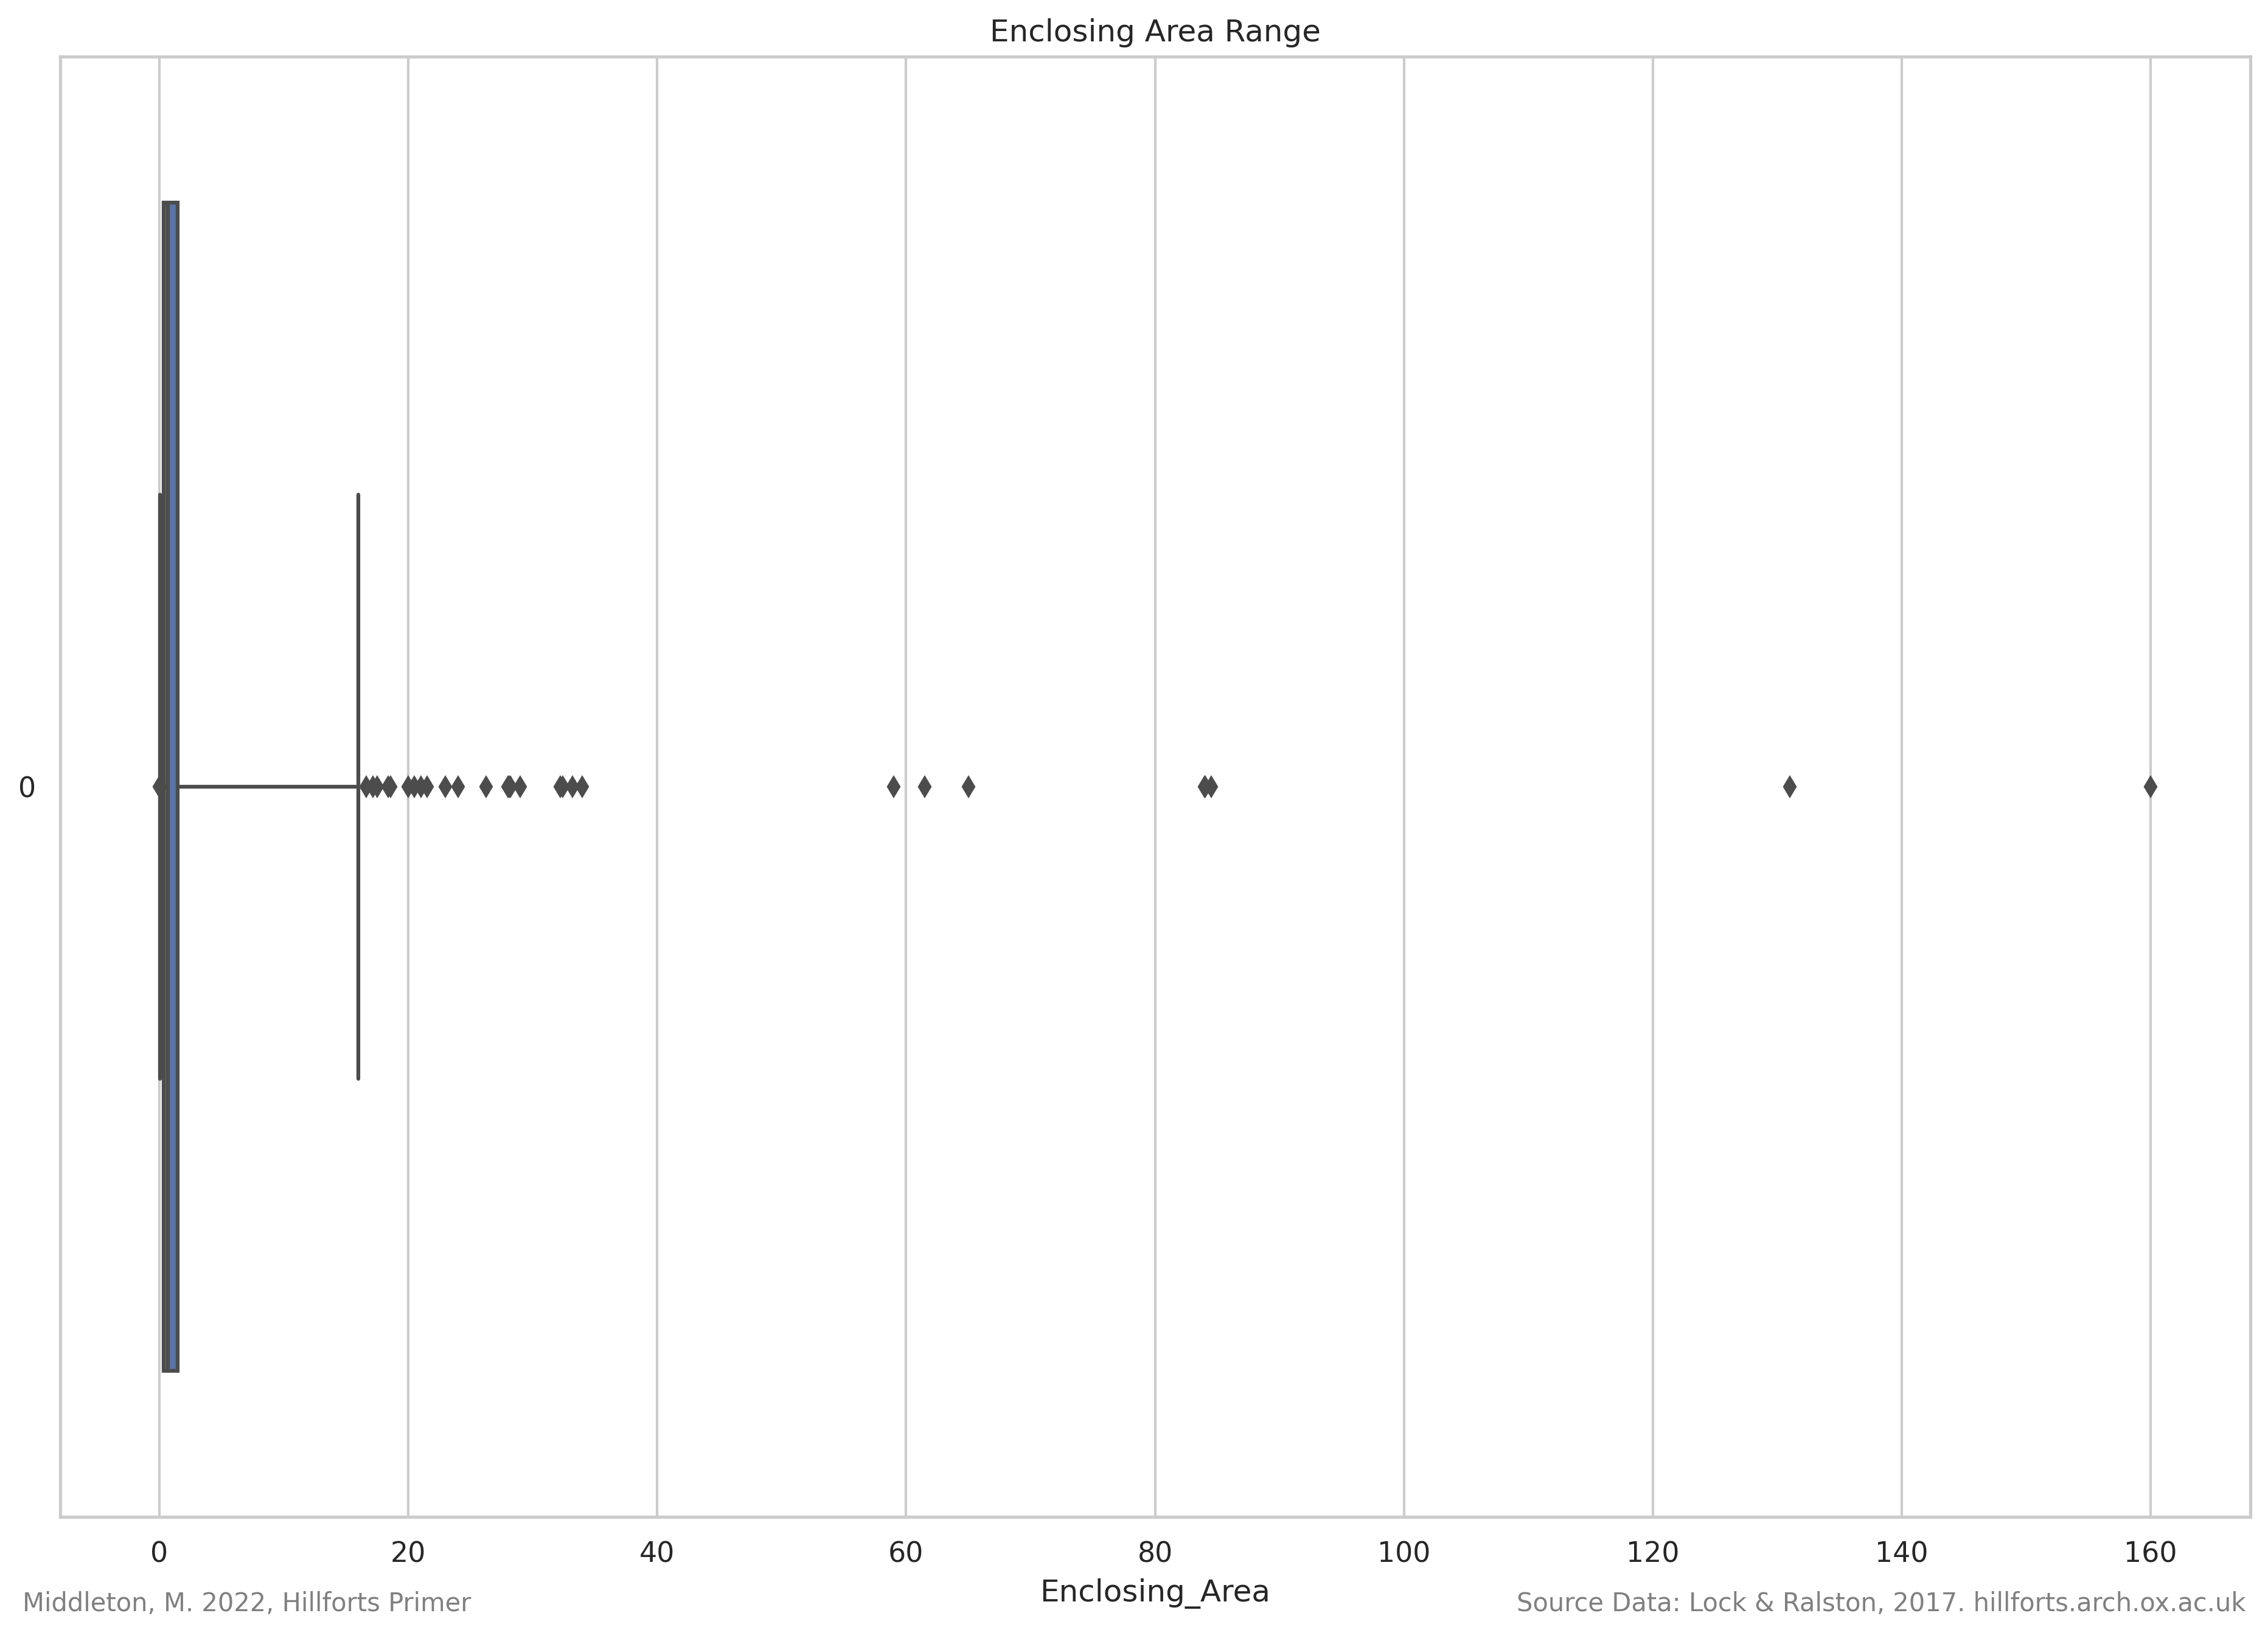 Enclosing Area Range
0
0 20 40 60 80 100 120 140 160
Enclosing_Area
Middleton, M. 2022, Hillforts Primer
Source Data: Lock & Ralston, 2017. hillforts.arch.ox.ac.uk